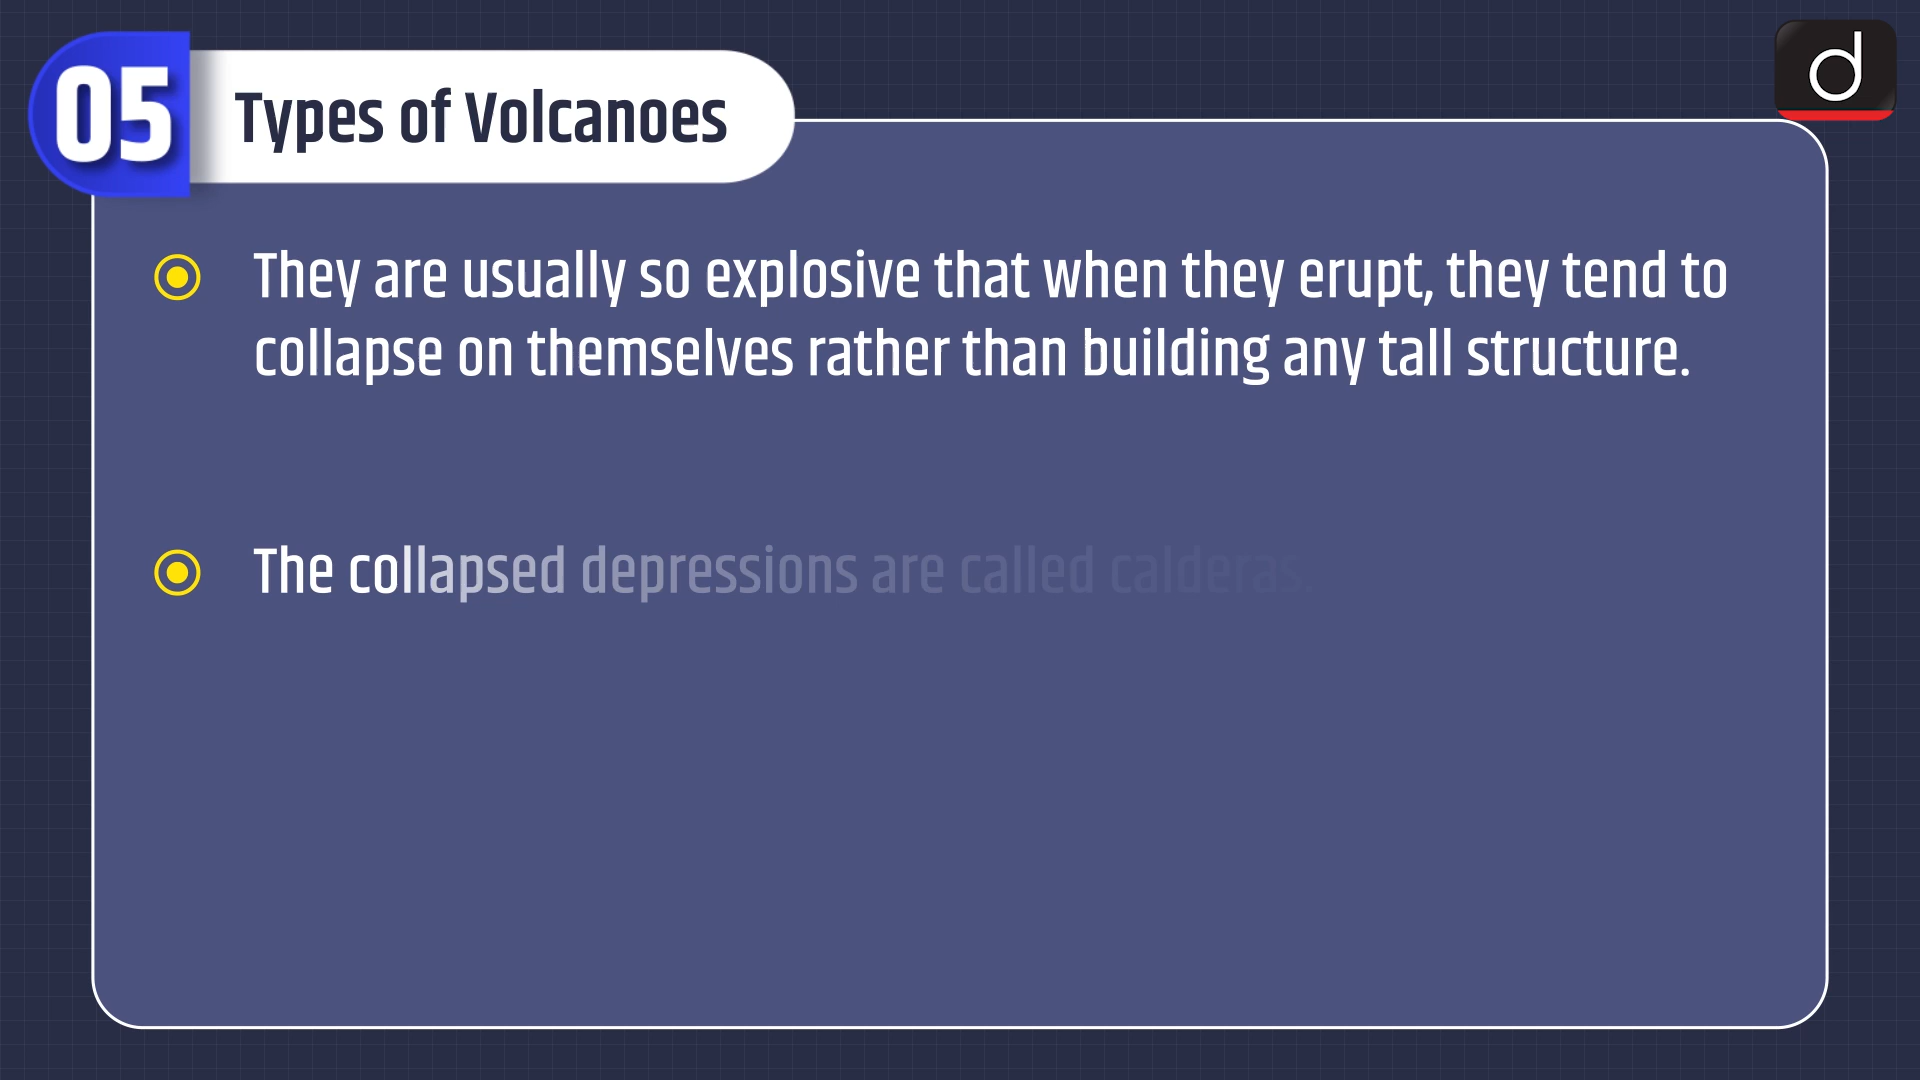 05
Types of Volcanoes
d
They are usually so explosive that when they erupt, they tend to
collapse on themselves rather than building any tall structure.
The collapsed depressions are called calderas.